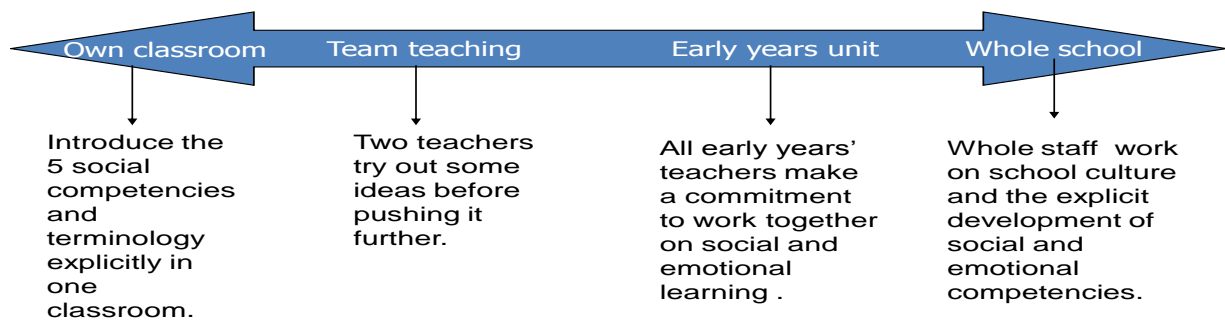 Own classroom
Team teaching
Early years unit
Whole school
Introduce the
5 social
competencies
and
terminology
explicitly in
one
classroom.
Two teachers
try out some
ideas before
pushing it
further.
All early years’
teachers make
a commitment
to work together
on social and
emotional
learning .
Whole staff work
on school culture
and the explicit
development of
social and
emotional
competencies.